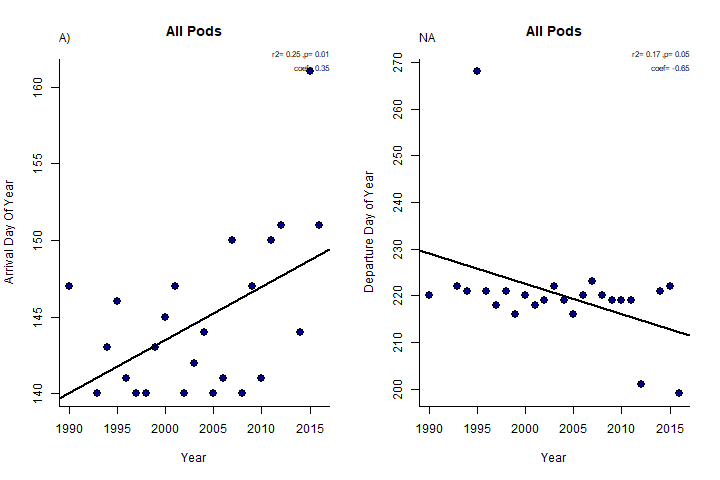 All Pods
A)
r2= 0.25 ,p= 0.01
coef= 0.35
Arrival Day Of Year
160
155
150
145
140
1990 1995 2000 2005 2010 2015
Year
All Pods
NA
r2= 0.17 ,p= 0.05
coef= -0.65
Departure Day of Year
270
260
250
240
230
220
210
200
1990 1995 2000 2005 2010 2015
Year